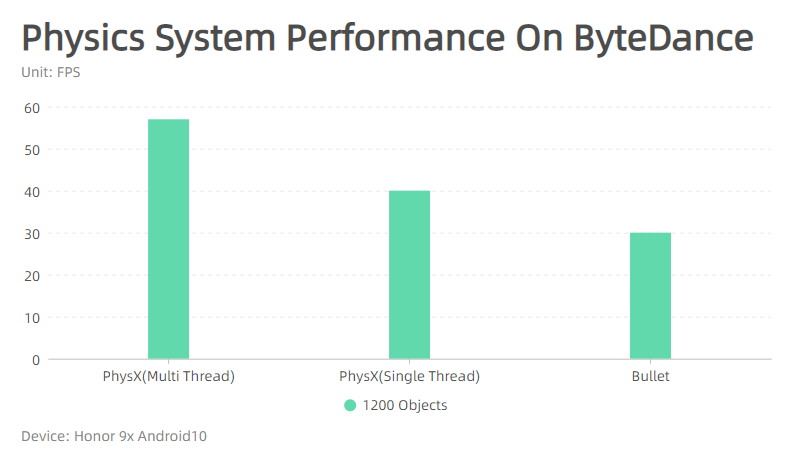 Physics System Performance On ByteDance
Unit: FPS
60
50
40
30
20
10
0
PhysX(Multi Thread) PhysX(Single Thread) Bullet
1200 Objects
Device: Honor 9x Android10